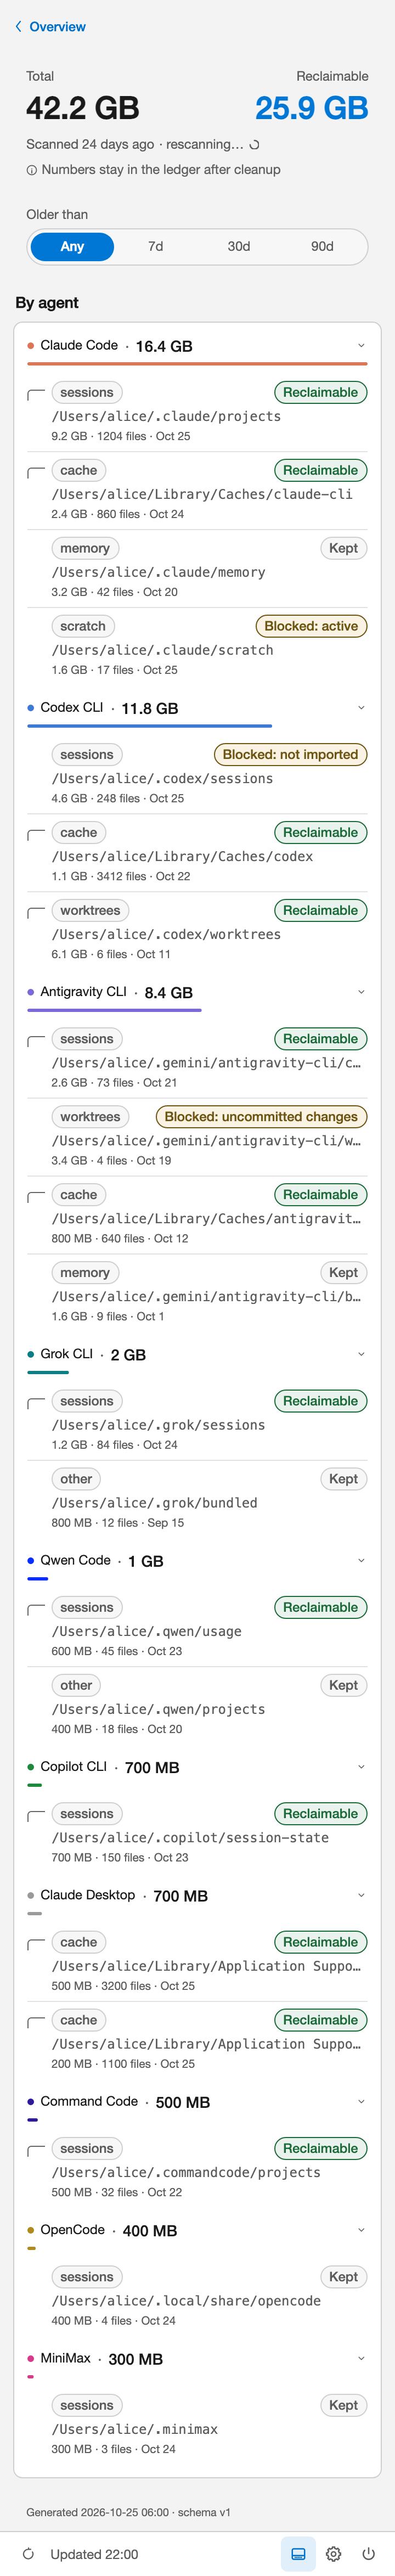 Overview
Total Reclaimable
42.2 GB 25.9 GB
Scanned 24 days ago · rescanning…
Numbers stay in the ledger after cleanup
Older than
Any 7d 30d 90d
By agent
Claude Code · 16.4 GB
sessions Reclaimable
/Users/alice/.claude/projects
9.2 GB · 1204 files · Oct 25
cache Reclaimable
/Users/alice/Library/Caches/claude-cli
2.4 GB · 860 files · Oct 24
memory Kept
/Users/alice/.claude/memory
3.2 GB · 42 files · Oct 20
scratch Blocked: active
/Users/alice/.claude/scratch
1.6 GB · 17 files · Oct 25
Codex CLI · 11.8 GB
sessions Blocked: not imported
/Users/alice/.codex/sessions
4.6 GB · 248 files · Oct 25
cache Reclaimable
/Users/alice/Library/Caches/codex
1.1 GB · 3412 files · Oct 22
worktrees Reclaimable
/Users/alice/.codex/worktrees
6.1 GB · 6 files · Oct 11
Antigravity CLI · 8.4 GB
sessions Reclaimable
/Users/alice/.gemini/antigravity-cli/c…
2.6 GB · 73 files · Oct 21
worktrees Blocked: uncommitted changes
/Users/alice/.gemini/antigravity-cli/w…
3.4 GB · 4 files · Oct 19
cache Reclaimable
/Users/alice/Library/Caches/antigravit…
800 MB · 640 files · Oct 12
memory Kept
/Users/alice/.gemini/antigravity-cli/b…
1.6 GB · 9 files · Oct 1
Grok CLI · 2 GB
sessions Reclaimable
/Users/alice/.grok/sessions
1.2 GB · 84 files · Oct 24
other Kept
/Users/alice/.grok/bundled
800 MB · 12 files · Sep 15
Qwen Code · 1 GB
sessions Reclaimable
/Users/alice/.qwen/usage
600 MB · 45 files · Oct 23
other Kept
/Users/alice/.qwen/projects
400 MB · 18 files · Oct 20
Copilot CLI · 700 MB
sessions Reclaimable
/Users/alice/.copilot/session-state
700 MB · 150 files · Oct 23
Claude Desktop · 700 MB
cache Reclaimable
/Users/alice/Library/Application Suppo…
500 MB · 3200 files · Oct 25
cache Reclaimable
/Users/alice/Library/Application Suppo…
200 MB · 1100 files · Oct 25
Command Code · 500 MB
sessions Reclaimable
/Users/alice/.commandcode/projects
500 MB · 32 files · Oct 22
OpenCode · 400 MB
sessions Kept
/Users/alice/.local/share/opencode
400 MB · 4 files · Oct 24
MiniMax · 300 MB
sessions Kept
/Users/alice/.minimax
300 MB · 3 files · Oct 24
Generated 2026-10-25 06:00 · schema v1
Updated 22:00